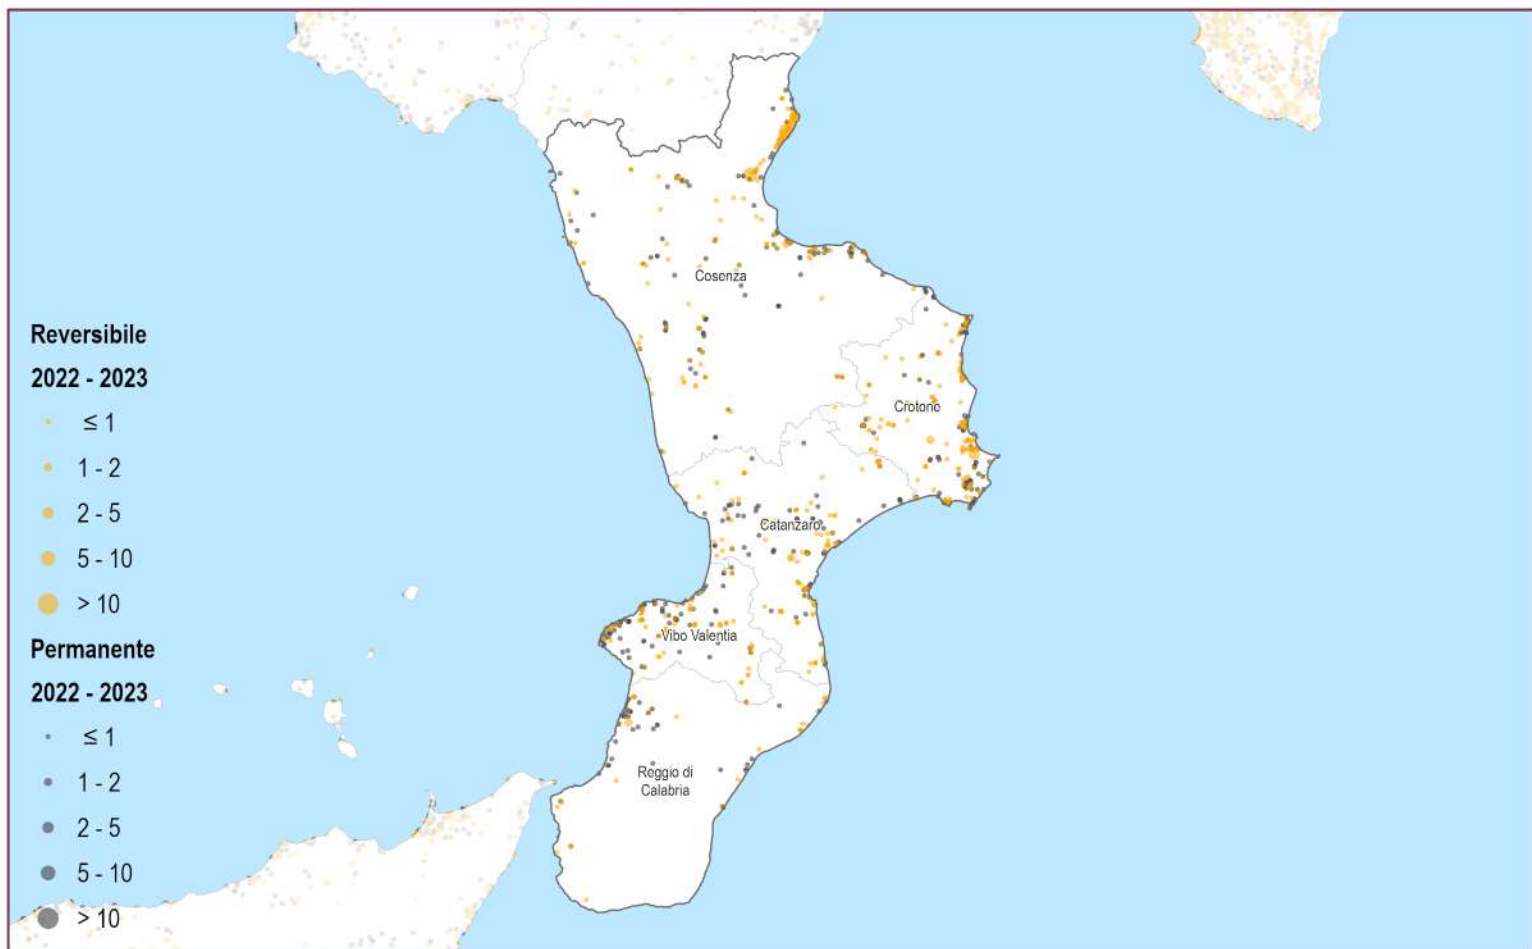 Cosenza
Reversibile
2022 - 2023
≤ 1
1 - 2
2 - 5
5 - 10
> 10
Permanente
2022 - 2023
≤ 1
1 - 2
2 - 5
5 - 10
> 10
Crotone
Catanzaro
Vibo Valentia
Reggio di
Calabria